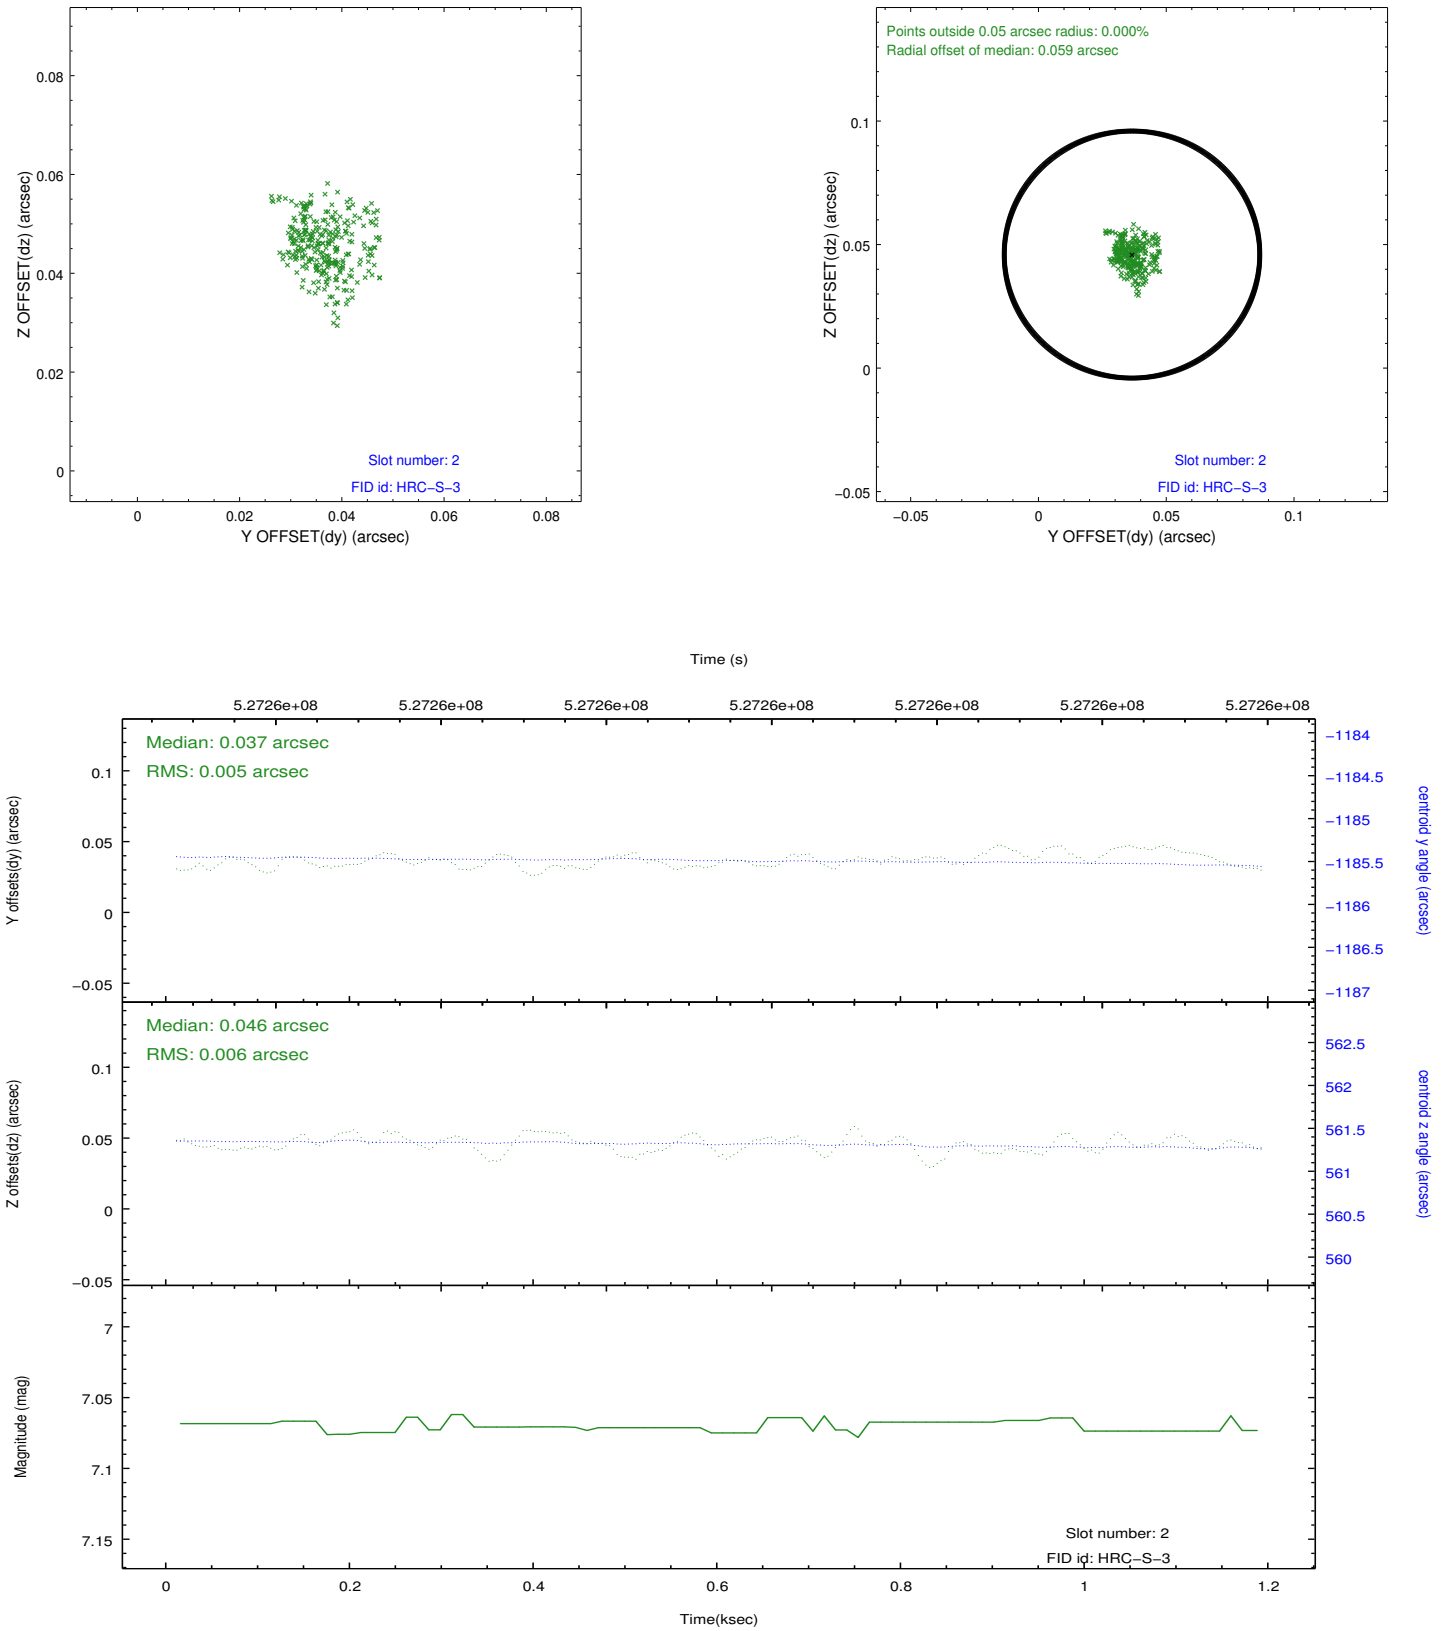 0.08
0.06
0.04
0.02
0
Z OFFSET(dz) (arcsec)
Slot number: 2
FID id: HRC−S−3
0 0.02 0.04 0.06 0.08
Y OFFSET(dy) (arcsec)
Points outside 0.05 arcsec radius: 0.000%
Radial offset of median: 0.059 arcsec
0.1
0.05
0
−0.05
Z OFFSET(dz) (arcsec)
Slot number: 2
FID id: HRC−S−3
−0.05 0 0.05 0.1
Y OFFSET(dy) (arcsec)
Time (s)
5.2726e+08 5.2726e+08 5.2726e+08 5.2726e+08 5.2726e+08 5.2726e+08 5.2726e+08
Median: 0.037 arcsec
RMS: 0.005 arcsec
0.1
0.05
0
−0.05
Y offsets(dy) (arcsec)
−1184
−1184.5
−1185
−1185.5
−1186
−1186.5
−1187
centroid y angle (arcsec)
Median: 0.046 arcsec
RMS: 0.006 arcsec
0.1
0.05
0
−0.05
Z offsets(dz) (arcsec)
562.5
562
561.5
561
560.5
560
centroid z angle (arcsec)
7
7.05
7.1
7.15
Magnitude (mag)
Slot number: 2
FID id: HRC−S−3
0 0.2 0.4 0.6 0.8 1 1.2
Time(ksec)